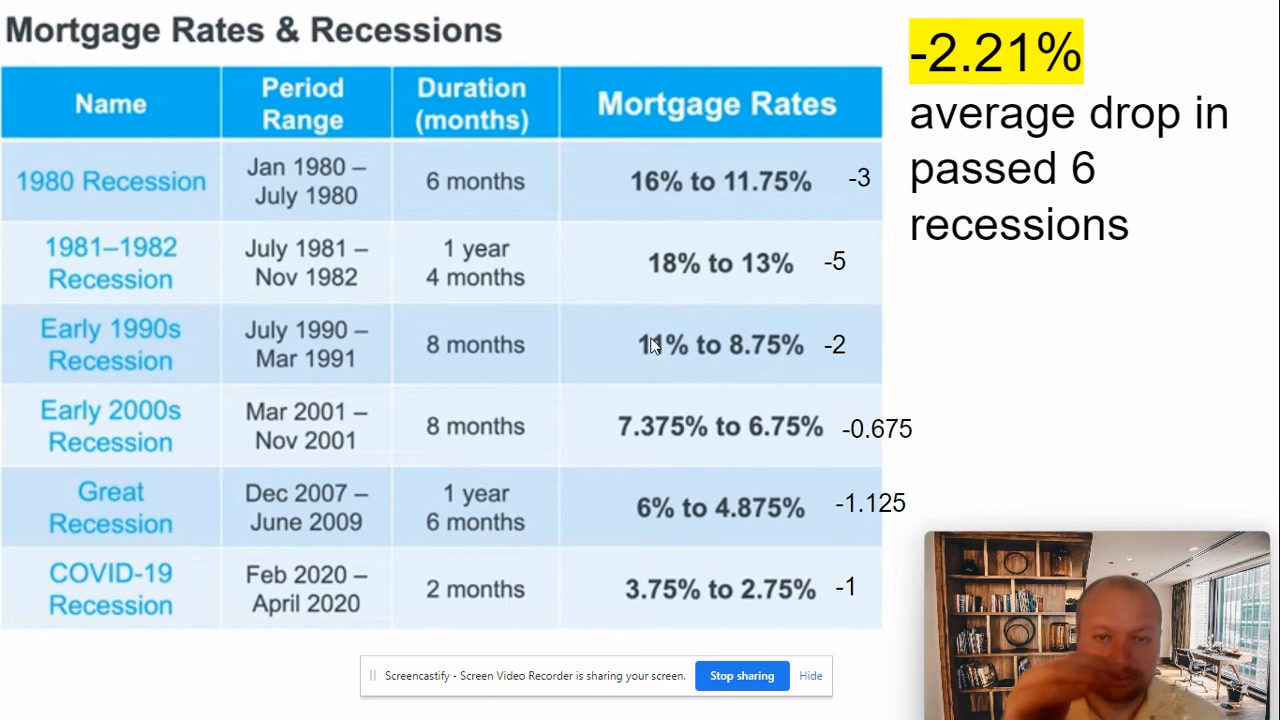 Mortgage Rates & Recessions
Name
Period
Range
Duration
(months)
Mortgage Rates
1980 Recession
Jan 1980 –
July 1980
6 months
16% to 11.75%
-3
1981–1982
Recession
July 1981 –
Nov 1982
1 year
4 months
18% to 13%
-5
Early 1990s
Recession
July 1990 –
Mar 1991
8 months
11% to 8.75%
-2
Early 2000s
Recession
Mar 2001 –
Nov 2001
8 months
7.375% to 6.75%
-0.675
Great
Recession
Dec 2007 –
June 2009
1 year
6 months
6% to 4.875%
-1.125
COVID-19
Recession
Feb 2020 –
April 2020
2 months
3.75% to 2.75%
-1
-2.21%
average drop in
passed 6
recessions
Screencastify - Screen Video Recorder is sharing your screen.
Stop sharing
Hide